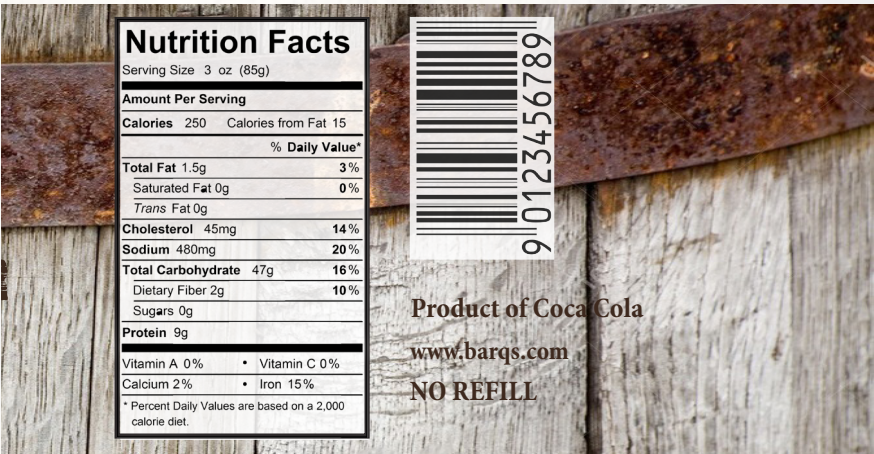 Nutrition Facts
Serving Size 3 oz (85g)
Amount Per Serving
Calories 250 Calories from Fat 15
% Daily Value*
Total Fat 1.5g 3%
Saturated Fat 0g 0%
Trans Fat 0g
Cholesterol 45mg 14%
Sodium 480mg 20%
Total Carbohydrate 47g 16%
Dietary Fiber 2g 10%
Sugars 0g
Protein 9g
Vitamin A 0% • Vitamin C 0%
Calcium 2% • Iron 15%
* Percent Daily Values are based on a 2,000
calorie diet.
9 0123456789
Product of Coca Cola
www.barqs.com
NO REFILL